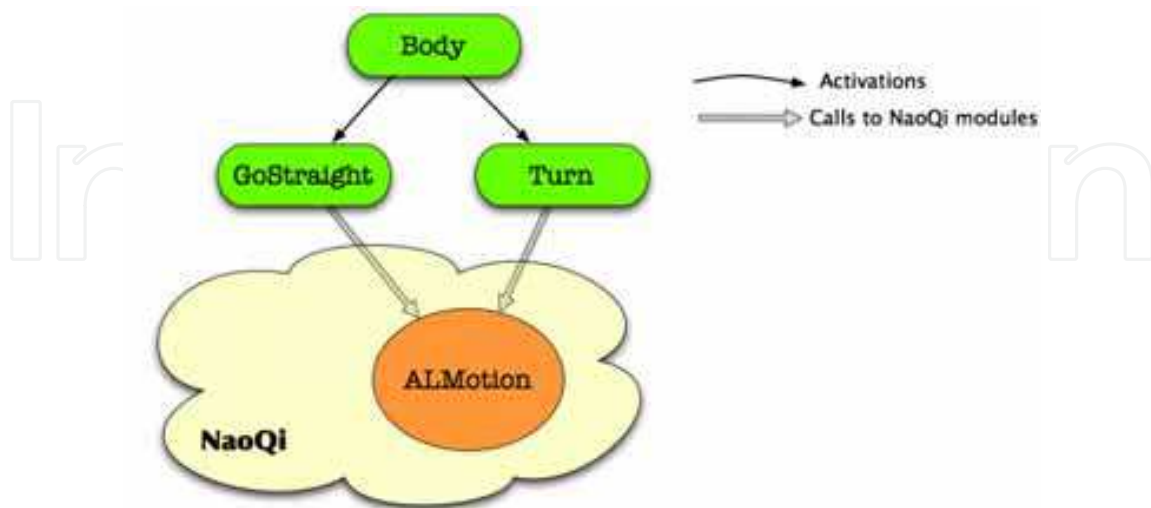 Body
Activations
Calls to NaoQi modules
GoStraight
Turn
ALMotion
NaoQi